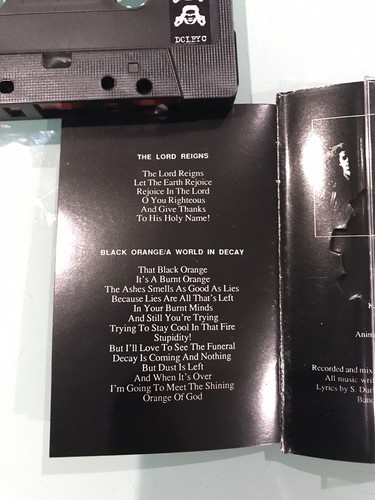 DOLBY C
THE LORD REIGNS
The Lord Reigns
Let The Earth Rejoice
Rejoice In The Lord
O You Righteous
And Give Thanks
To His Holy Name!
BLACK ORANGE/A WORLD IN DECAY
That Black Orange
It's A Burnt Orange
The Ashes Smells As Good As Lies
Because Lies Are All That's Left
In Your Burnt Minds
And Still You're Trying
Trying To Stay Cool In That Fire
Stupidity!
But I'll Love To See The Funeral
Decay Is Coming And Nothing
But Dust Is Left
And When It's Over
I'm Going To Meet The Shining
Orange Of God
Recorded and mix
All music wri
Lyrics by S. Dur